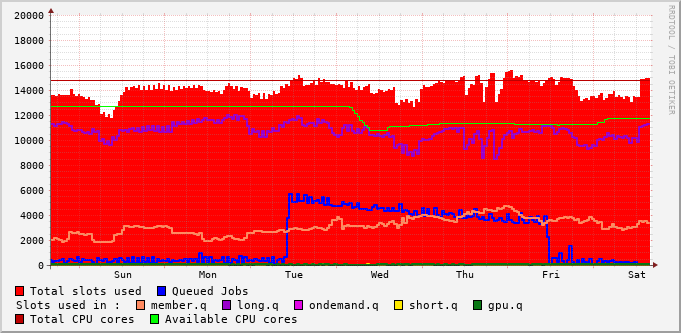 RRDTOOL / TOBI OETIKER
20000
18000
16000
14000
12000
10000
8000
6000
4000
2000
0
Sun Mon Tue Wed Thu Fri Sat
Total slots used Queued Jobs
Slots used in : member.q long.q ondemand.q short.q gpu.q
Total CPU cores Available CPU cores